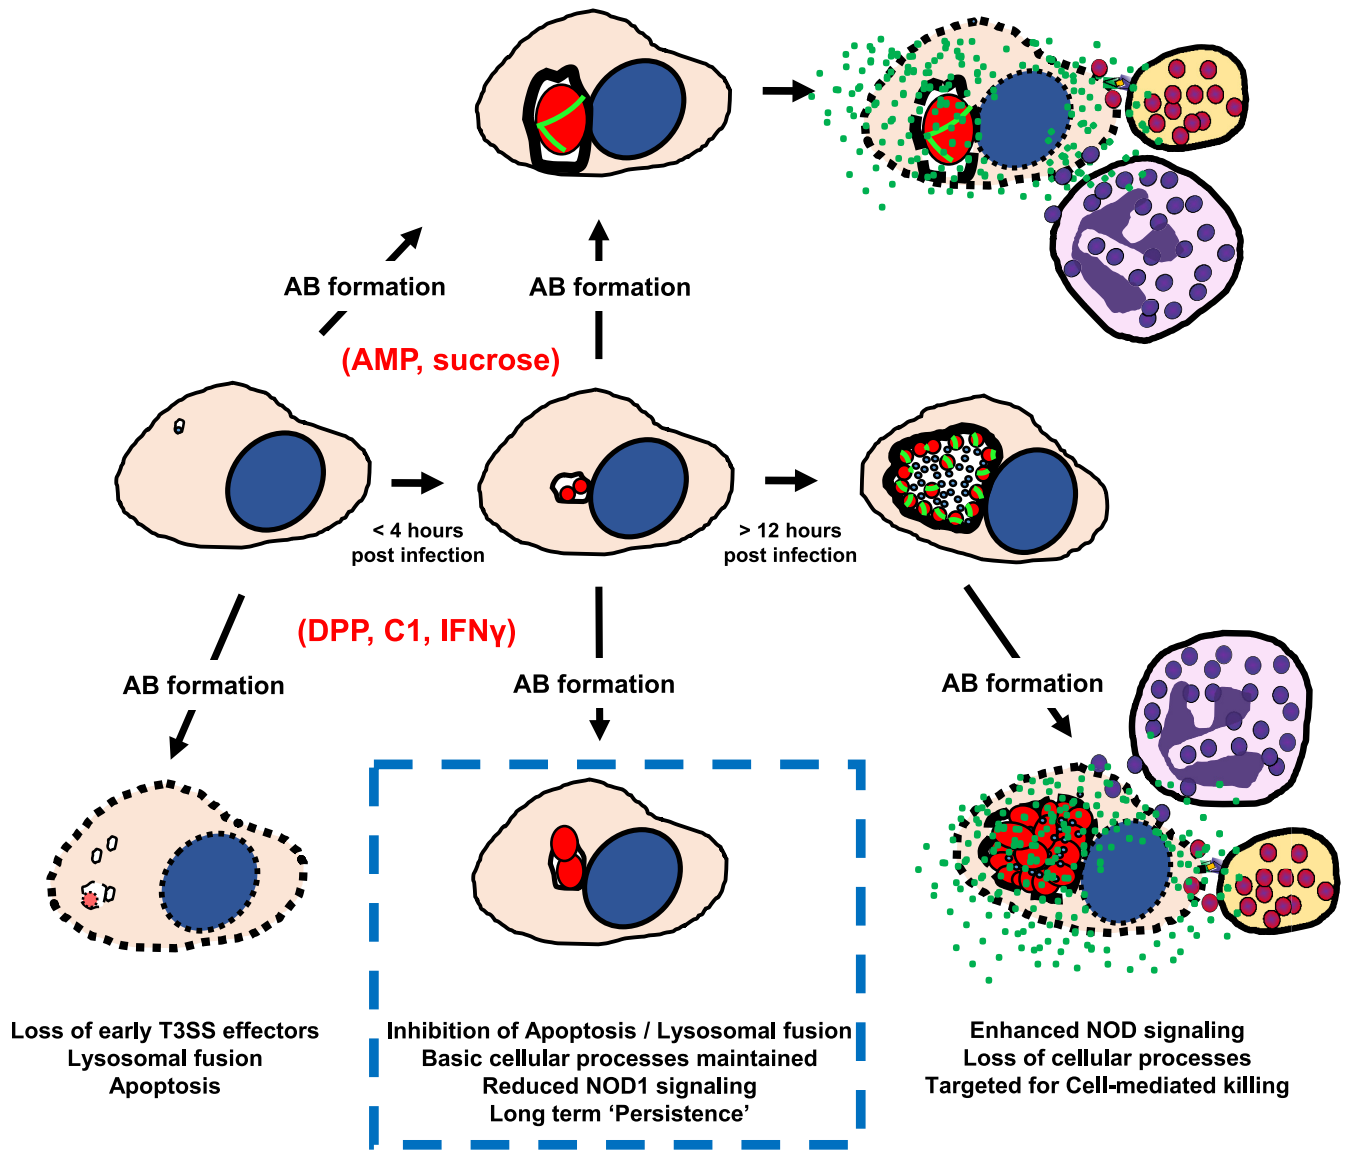 AB formation
AB formation
(AMP, sucrose)
< 4 hours
post infection
> 12 hours
post infection
(DPP, C1, IFNγ)
AB formation
AB formation
AB formation
Loss of early T3SS effectors
Lysosomal fusion
Apoptosis
Inhibition of Apoptosis / Lysosomal fusion
Basic cellular processes maintained
Reduced NOD1 signaling
Long term ‘Persistence’
Enhanced NOD signaling
Loss of cellular processes
Targeted for Cell-mediated killing